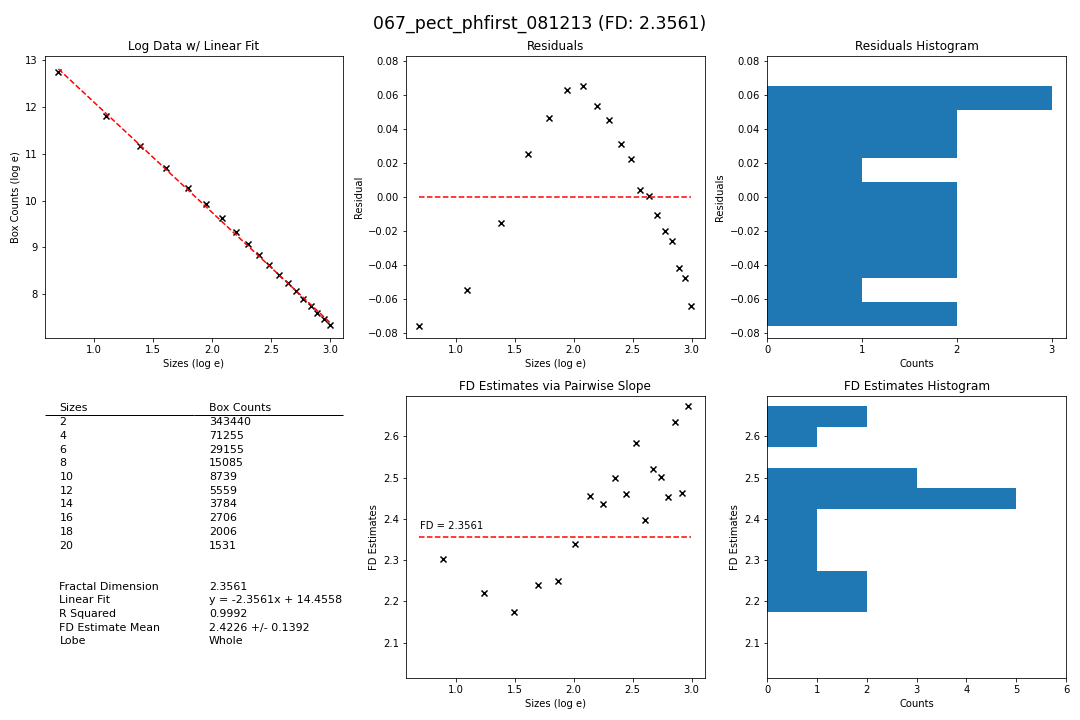 067_pect_phfirst_081213 (FD: 2.3561)
Log Data w/ Linear Fit
13
12
11
10
9
8
Box Counts (log e)
1.0 1.5 2.0 2.5 3.0
Sizes (log e)
Residuals
0.08
0.06
0.04
0.02
0.00
−0.02
−0.04
−0.06
−0.08
Residual
1.0 1.5 2.0 2.5 3.0
Sizes (log e)
Residuals Histogram
0.08
0.06
0.04
0.02
0.00
−0.02
−0.04
−0.06
−0.08
Residuals
0 1 2 3
Counts
Sizes Box Counts
2 343440
4 71255
6 29155
8 15085
10 8739
12 5559
14 3784
16 2706
18 2006
20 1531
Fractal Dimension 2.3561
Linear Fit y = -2.3561x + 14.4558
R Squared 0.9992
FD Estimate Mean 2.4226 +/- 0.1392
Lobe Whole
FD Estimates via Pairwise Slope
2.6
2.5
2.4
2.3
2.2
2.1
FD Estimates
FD = 2.3561
1.0 1.5 2.0 2.5 3.0
Sizes (log e)
FD Estimates Histogram
2.6
2.5
2.4
2.3
2.2
2.1
FD Estimates
0 1 2 3 4 5 6
Counts